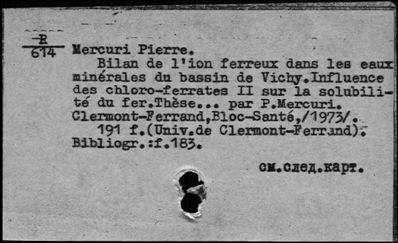 R
614
Mercuri Pierre.
Bilan de l'ion ferreux dans les eaux
minérales du bassin de Vichy.Influence
des chloro-ferrates II sur la solubili-
té du fer.Thèse... par P.Mercuri.
Clermont-Ferrand,Bloc-Santé,/1973/.
191 f.(Univ.de Clermont-Ferrand).
Bibliogr.:f.183.
см.след.карт.